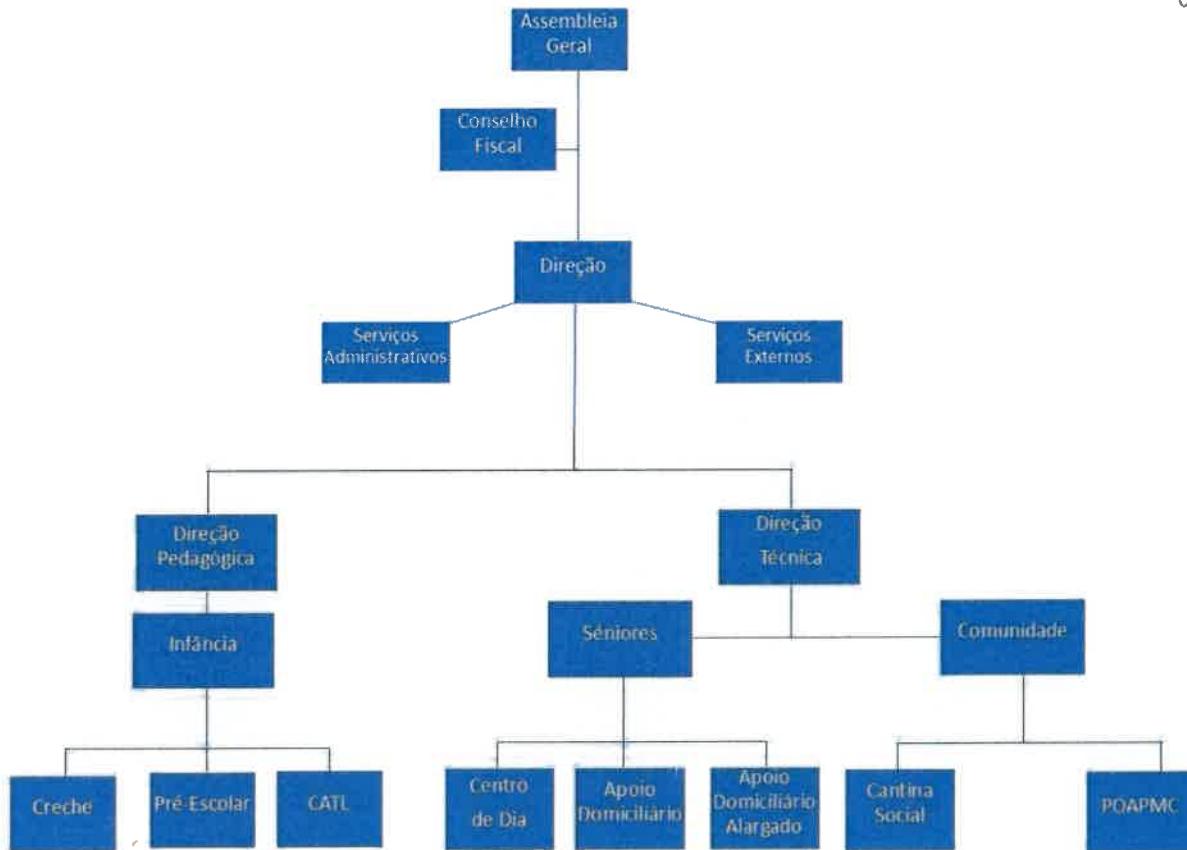 Assembleia
Geral
Conselho
Fiscal
Direção
Serviços
Administrativos
Serviços
Externos
Direção
Pedagógica
Direção
Técnica
Infância
Séniores
Comunidade
Creche
Pré-Escolar
CATL
Centro
de Dia
Apoio
Domiciliário
Apoio
Domiciliário
Alargado
Cantina
Social
POAPMC